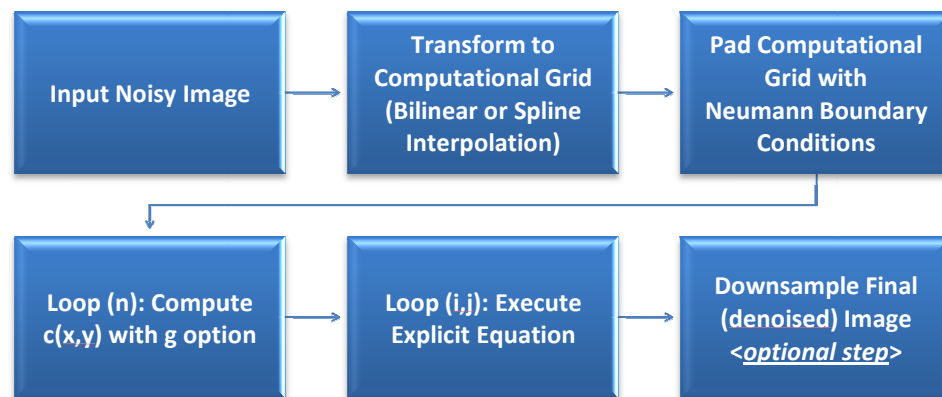 Input Noisy Image
Transform to
Computational Grid
(Bilinear or Spline
Interpolation)
Pad Computational
Grid with
Neumann Boundary
Conditions
Loop (n): Compute
c(x,y) with g option
Loop (i,j): Execute
Explicit Equation
Downsample Final
(denoised) Image
<optional step>